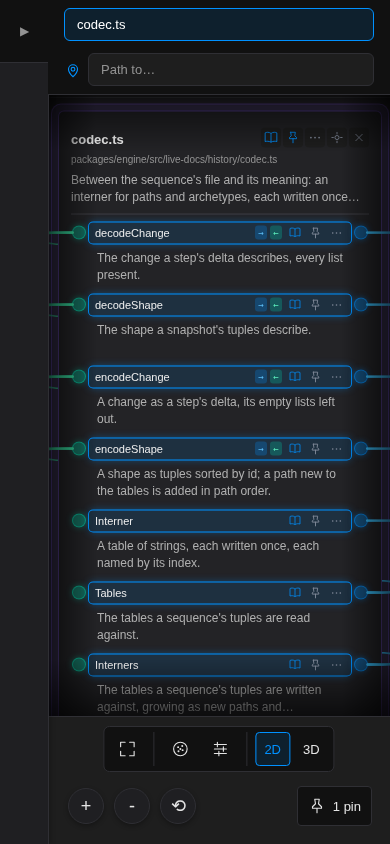 codec.ts
Path to…
codec.ts
packages/engine/src/live-docs/history/codec.ts
Between the sequence's file and its meaning: an
interner for paths and archetypes, each written once…
decodeChange
The change a step's delta describes, every list
present.
decodeShape
The shape a snapshot's tuples describe.
encodeChange
A change as a step's delta, its empty lists left
out.
encodeShape
A shape as tuples sorted by id; a path new to
the tables is added in path order.
Interner
A table of strings, each written once, each
named by its index.
Tables
The tables a sequence's tuples are read
against.
Interners
The tables a sequence's tuples are written
against, growing as new paths and…
2D
3D
+
-
1 pin